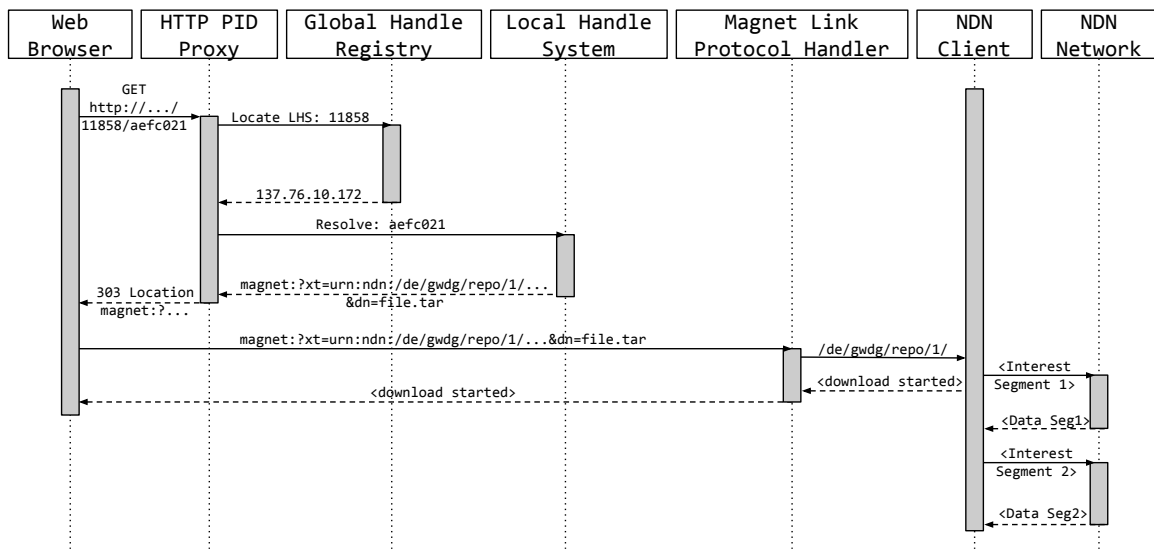 Web
Browser
HTTP PID
Proxy
Global Handle
Registry
Local Handle
System
Magnet Link
Protocol Handler
NDN
Client
NDN
Network
GET
http://.../
11858/aefc021
Locate LHS: 11858
137.76.10.172
Resolve: aefc021
magnet:?xt=urn:ndn:/de/gwdg/repo/1/...
&dn=file.tar
303 Location
magnet:?...
magnet:?xt=urn:ndn:/de/gwdg/repo/1/...&dn=file.tar
/de/gwdg/repo/1/
<download started>
<download started>
<Interest
Segment 1>
<Data Seg1>
<Interest
Segment 2>
<Data Seg2>